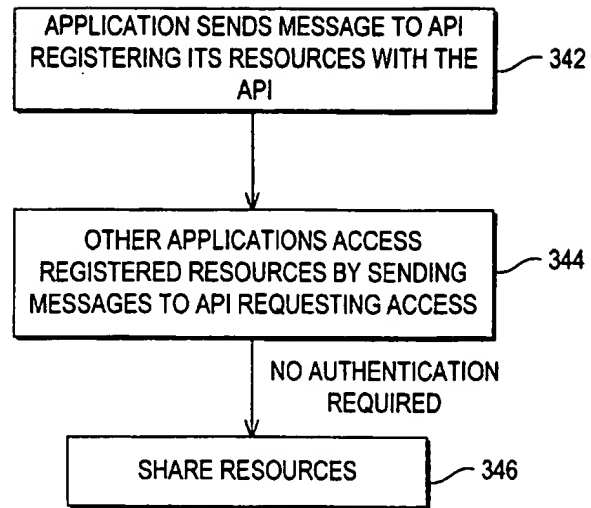 APPLICATION SENDS MESSAGE TO API
REGISTERING ITS RESOURCES WITH THE
API
342
OTHER APPLICATIONS ACCESS
REGISTERED RESOURCES BY SENDING
MESSAGES TO API REQUESTING ACCESS
344
NO AUTHENTICATION
REQUIRED
SHARE RESOURCES
346